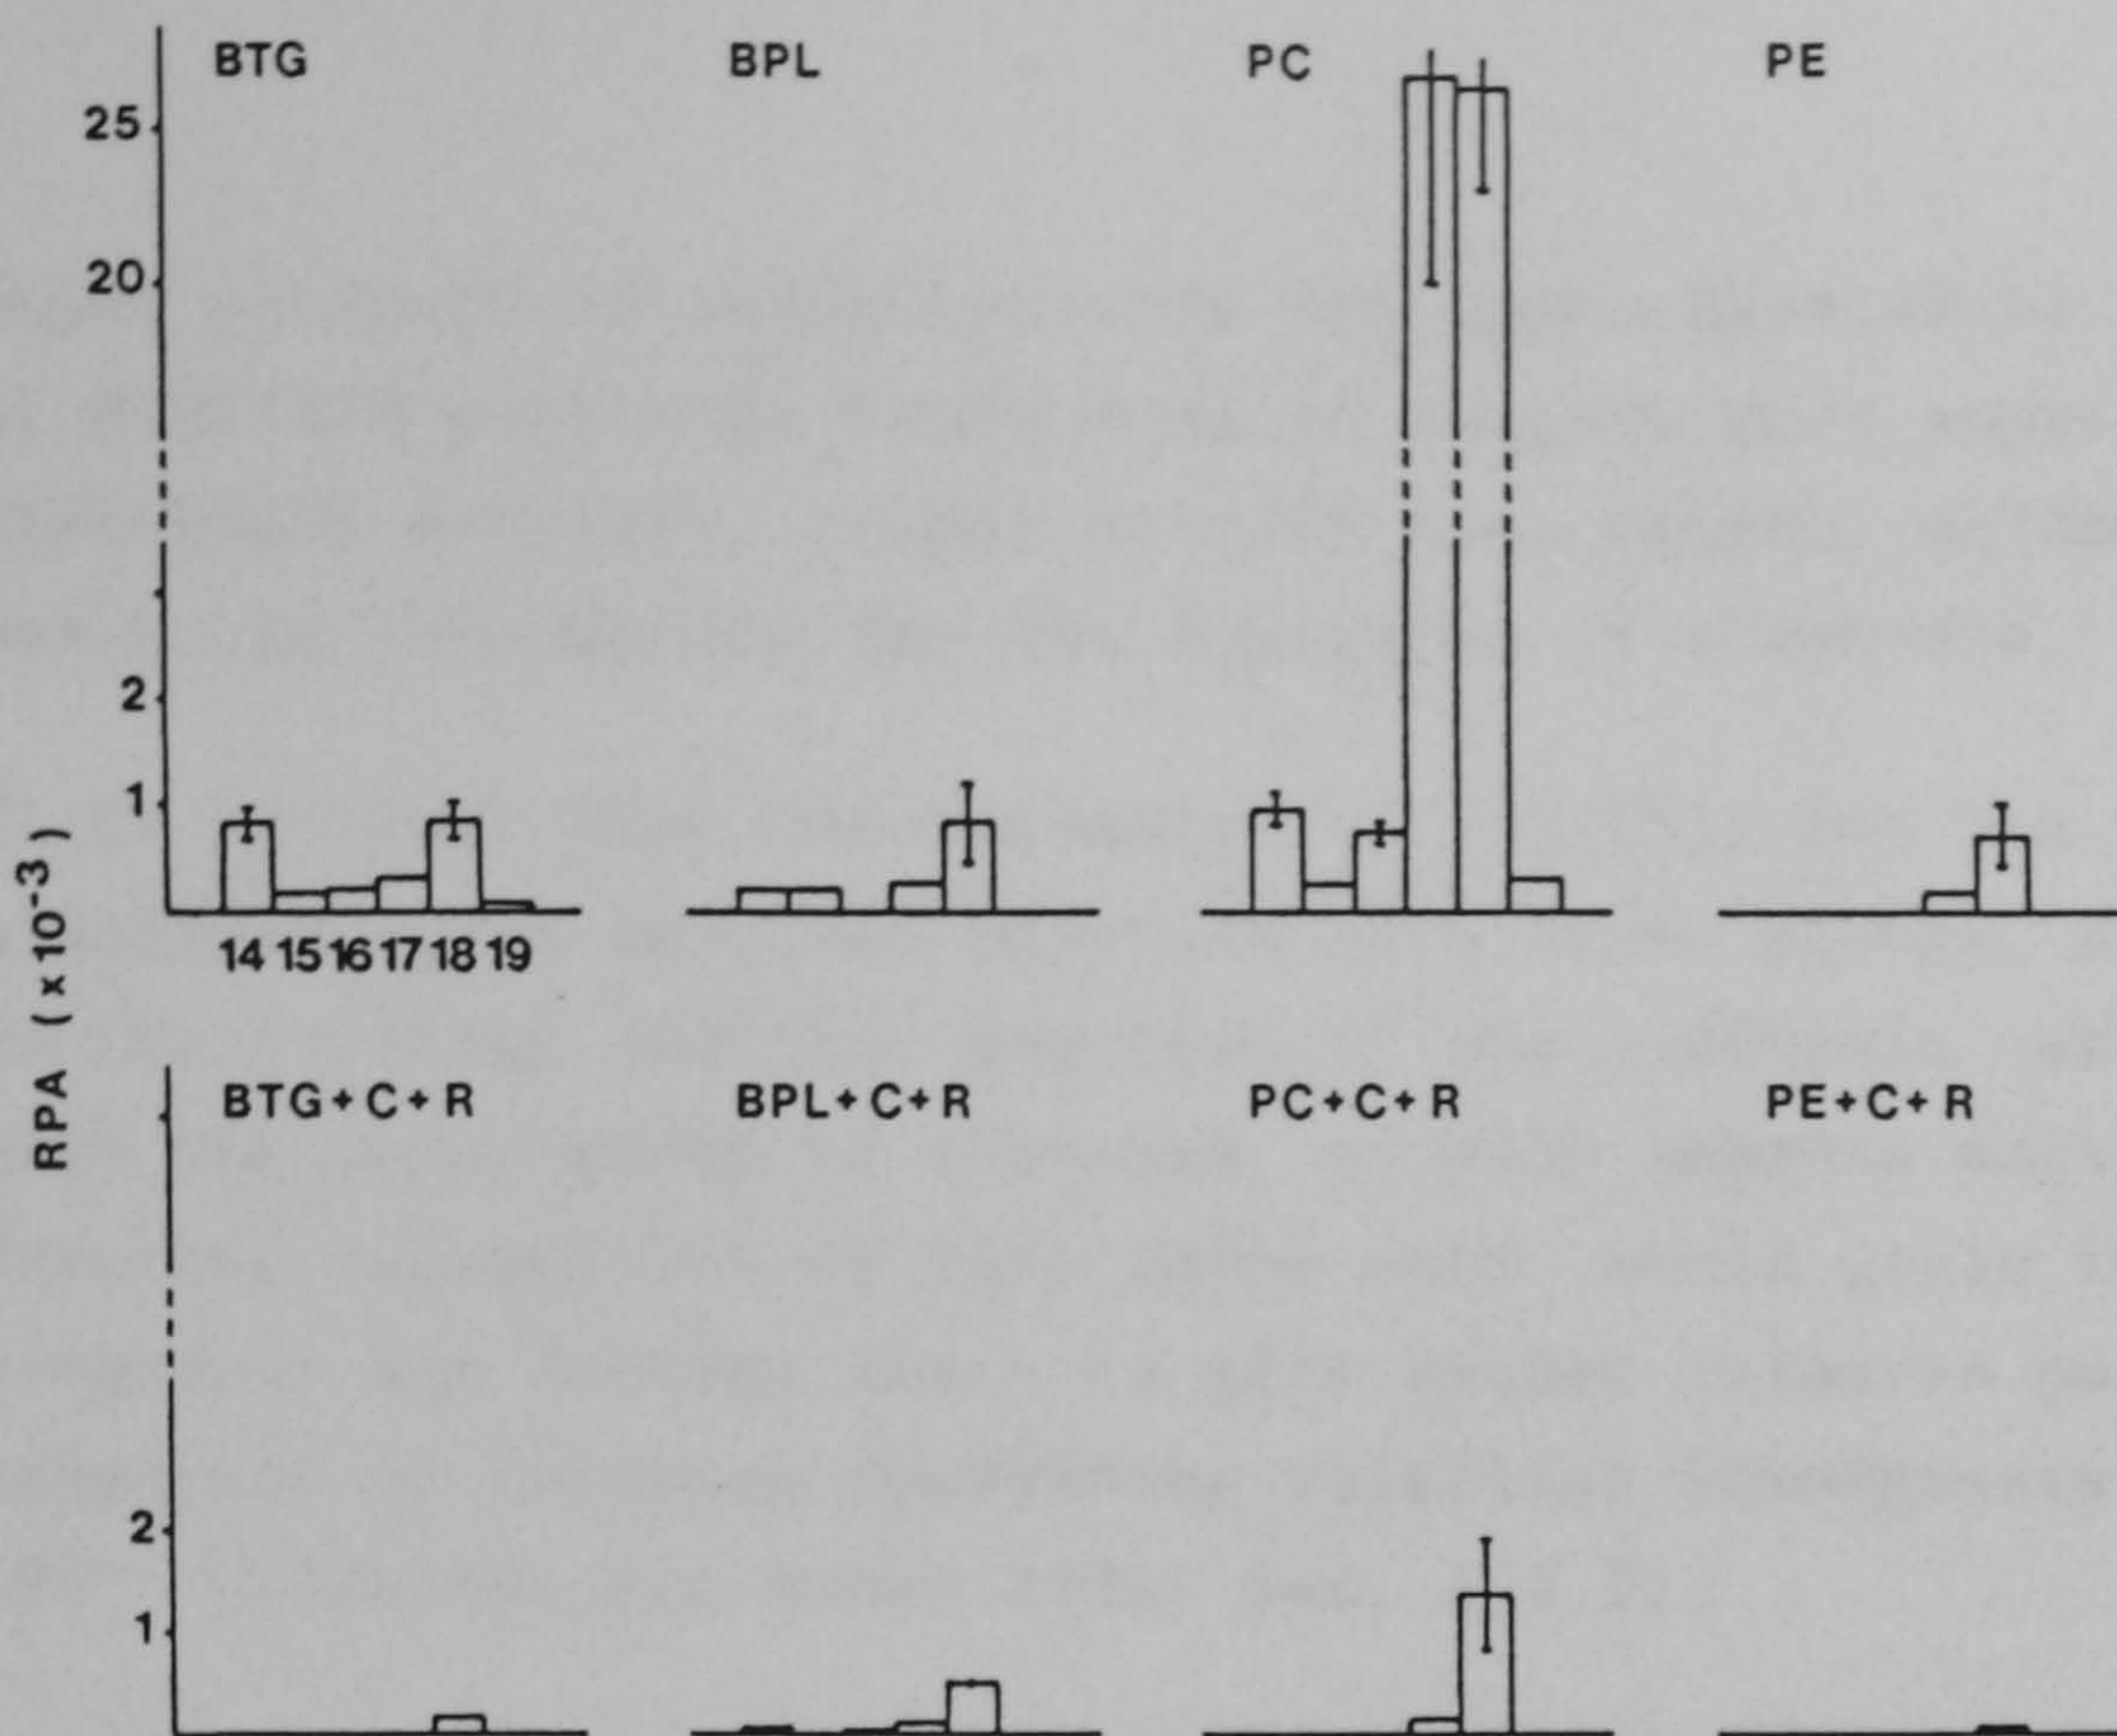 BTG BPL PC PE
25
20
2
1
14 15 16 17 18 19
RPA (x10-3)
BTG+C+R BPL+C+R PC+C+R PE+C+R
2
1